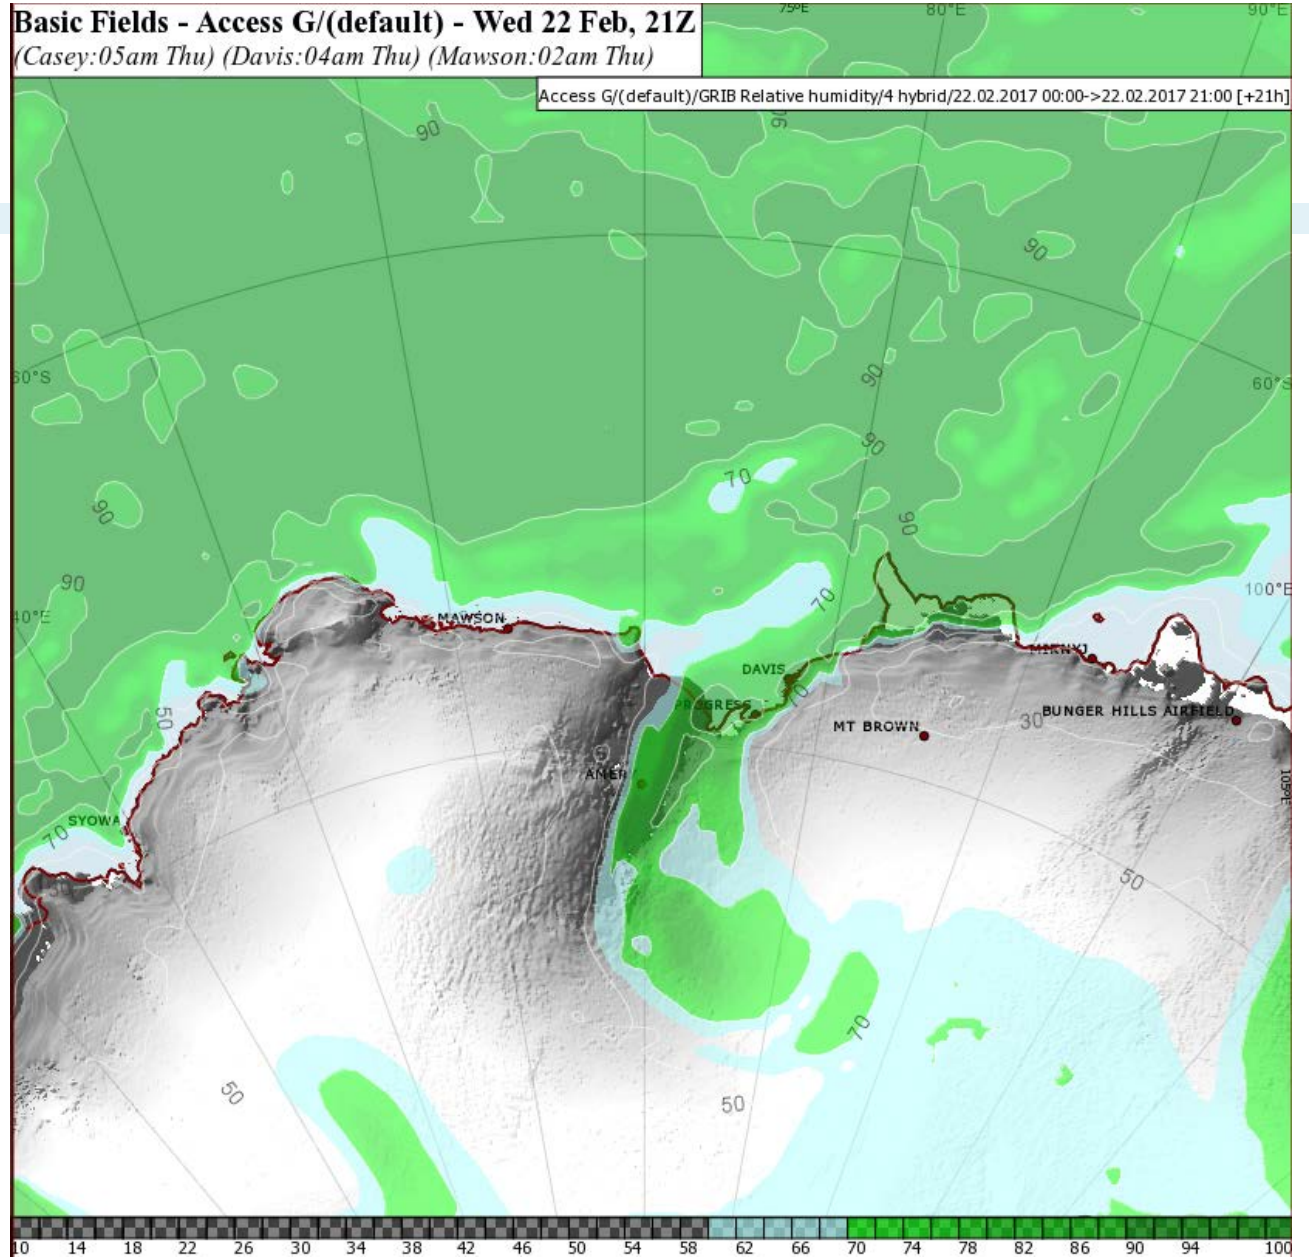 Basic Fields - Access G/(default) - Wed 22 Feb, 21Z
(Casey:05am Thu) (Davis:04am Thu) (Mawson:02am Thu)
75°E
80°E
90°E
Access G/(default)/GRIB Relative humidity/4 hybrid/22.02.2017 00:00->22.02.2017 21:00 [+21h]
90
90
90
60°S
60°S
90
90
70
90
90
90
100°E
40°E
70
MAWSON
MIRNYJ
DAVIS
70
PROGRESS
50
BUNGER HILLS AIRFIELD
30
MT BROWN
AMERY
105°E
SYOWA
70
50
70
50
50
10 14 18 22 26 30 34 38 42 46 50 54 58 62 66 70 74 78 82 86 90 94 100